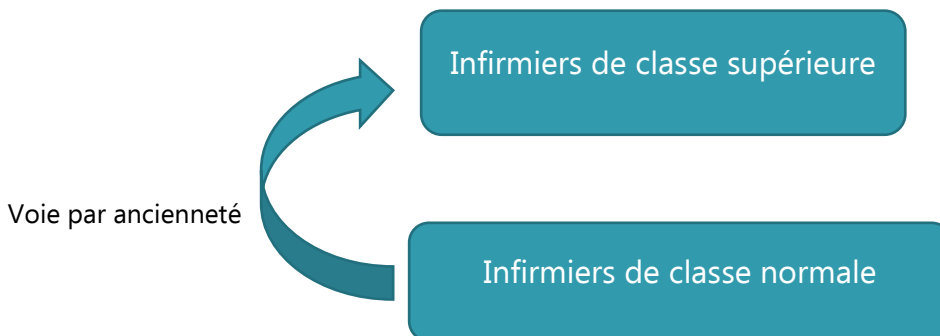 Infirmiers de classe supérieure
Voie par ancienneté
Infirmiers de classe normale